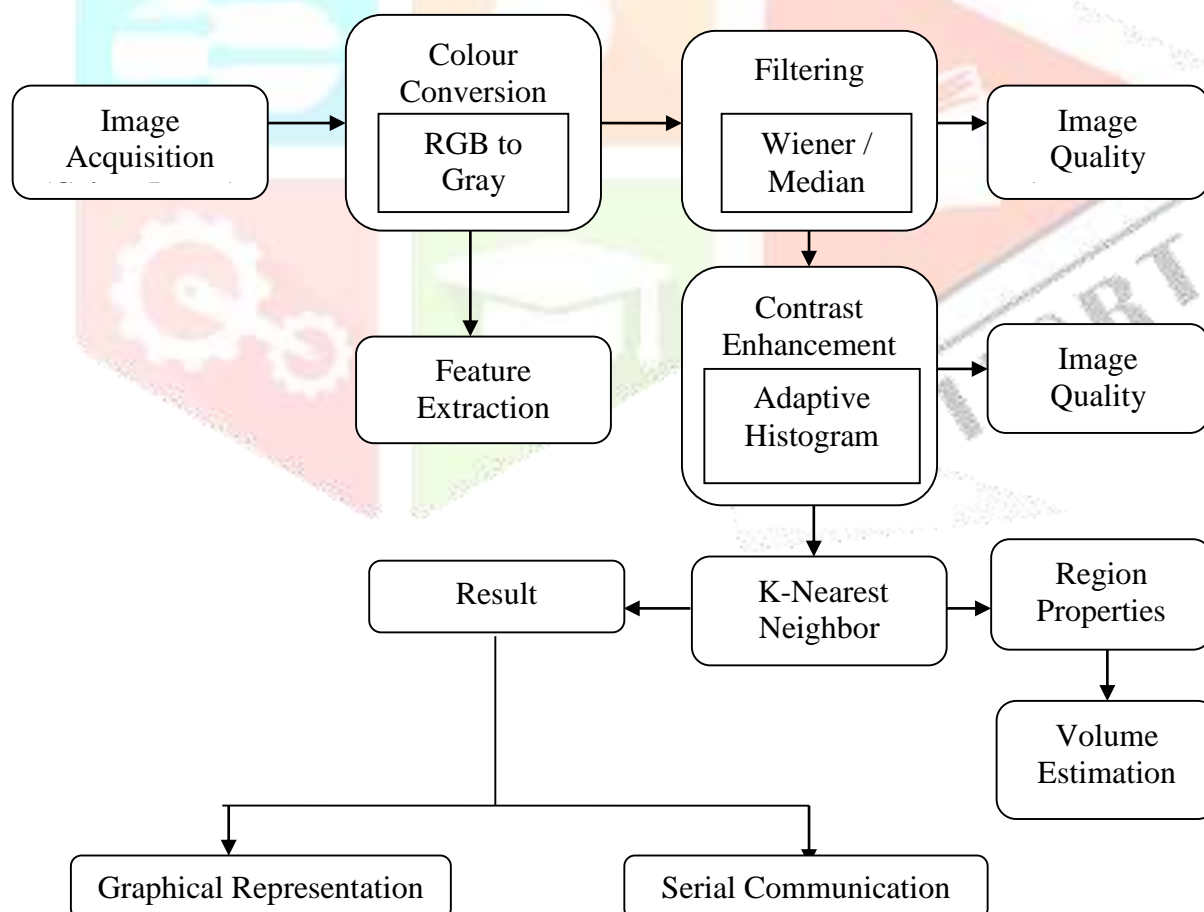 Image
Acquisition
Colour
Conversion
RGB to
Gray
Filtering
Wiener /
Median
Image
Quality
Feature
Extraction
Contrast
Enhancement
Adaptive
Histogram
Image
Quality
Result
K-Nearest
Neighbor
Region
Properties
Volume
Estimation
Graphical Representation
Serial Communication